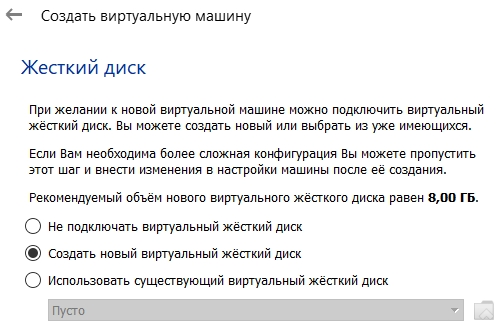 Создать виртуальную машину
Жесткий диск
При желании к новой виртуальной машине можно подключить виртуальный
жёсткий диск. Вы можете создать новый или выбрать из уже имеющихся.
Если Вам необходима более сложная конфигурация Вы можете пропустить
этот шаг и внести изменения в настройки машины после её создания.
Рекомендуемый объём нового виртуального жёсткого диска равен 8,00 ГБ.
Не подключать виртуальный жёсткий диск
Создать новый виртуальный жёсткий диск
Использовать существующий виртуальный жёсткий диск
Пусто